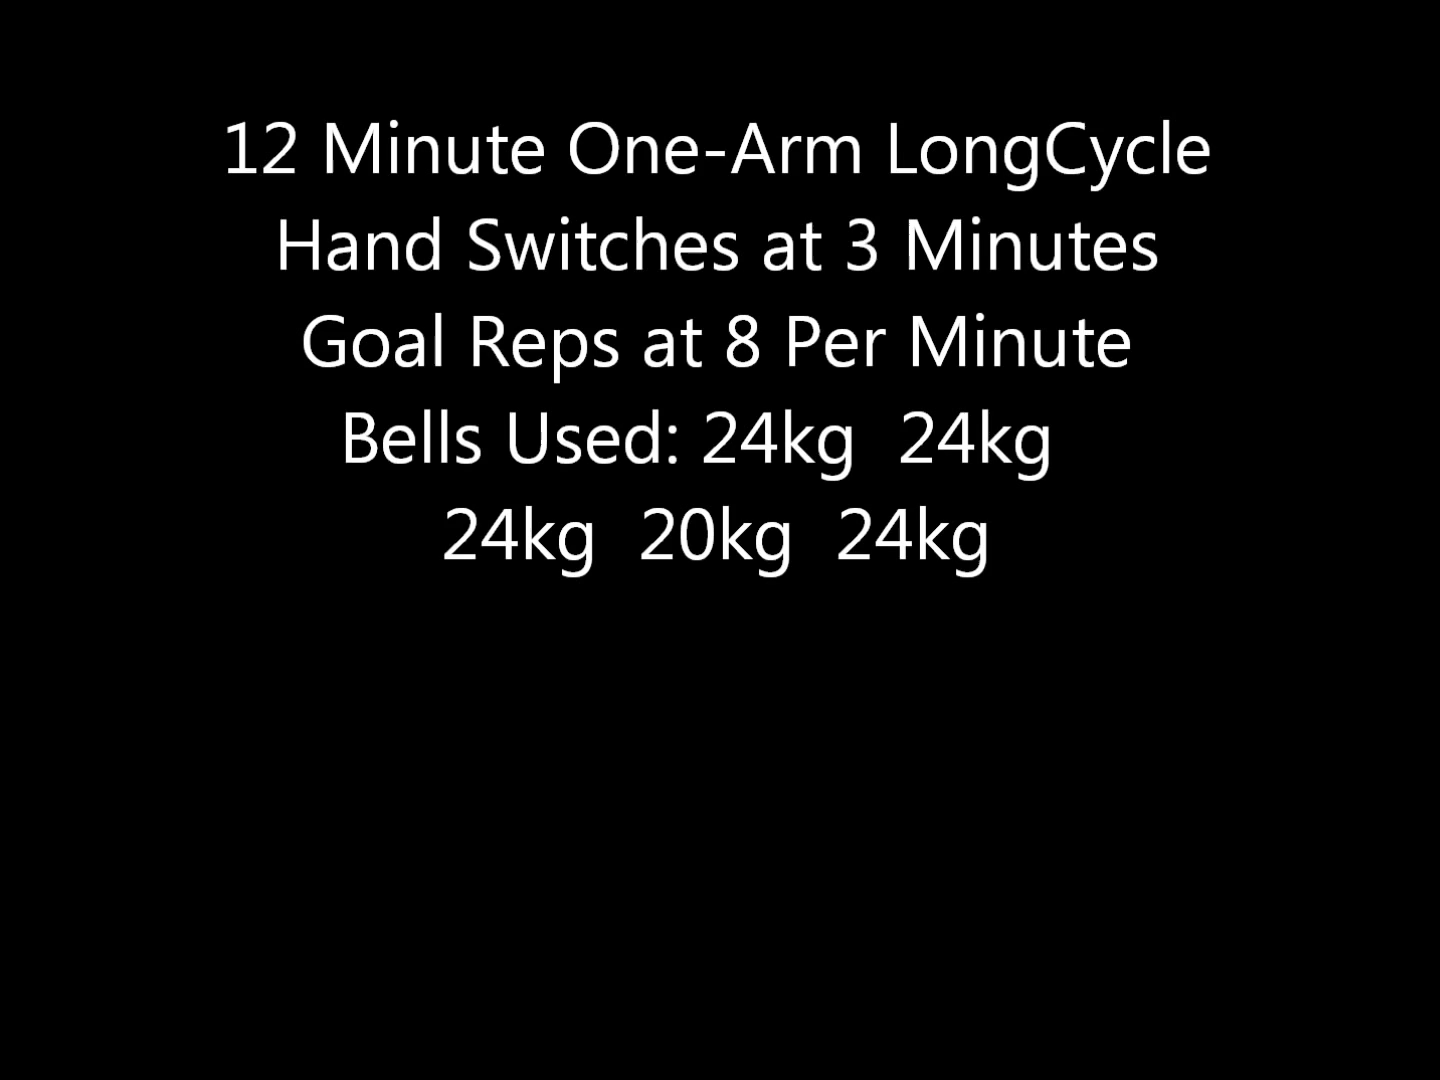 12 Minute One-Arm LongCycle
Hand Switches at 3 Minutes
Goal Reps at 8 Per Minute
Bells Used: 24kg  24kg
24kg  20kg  24kg